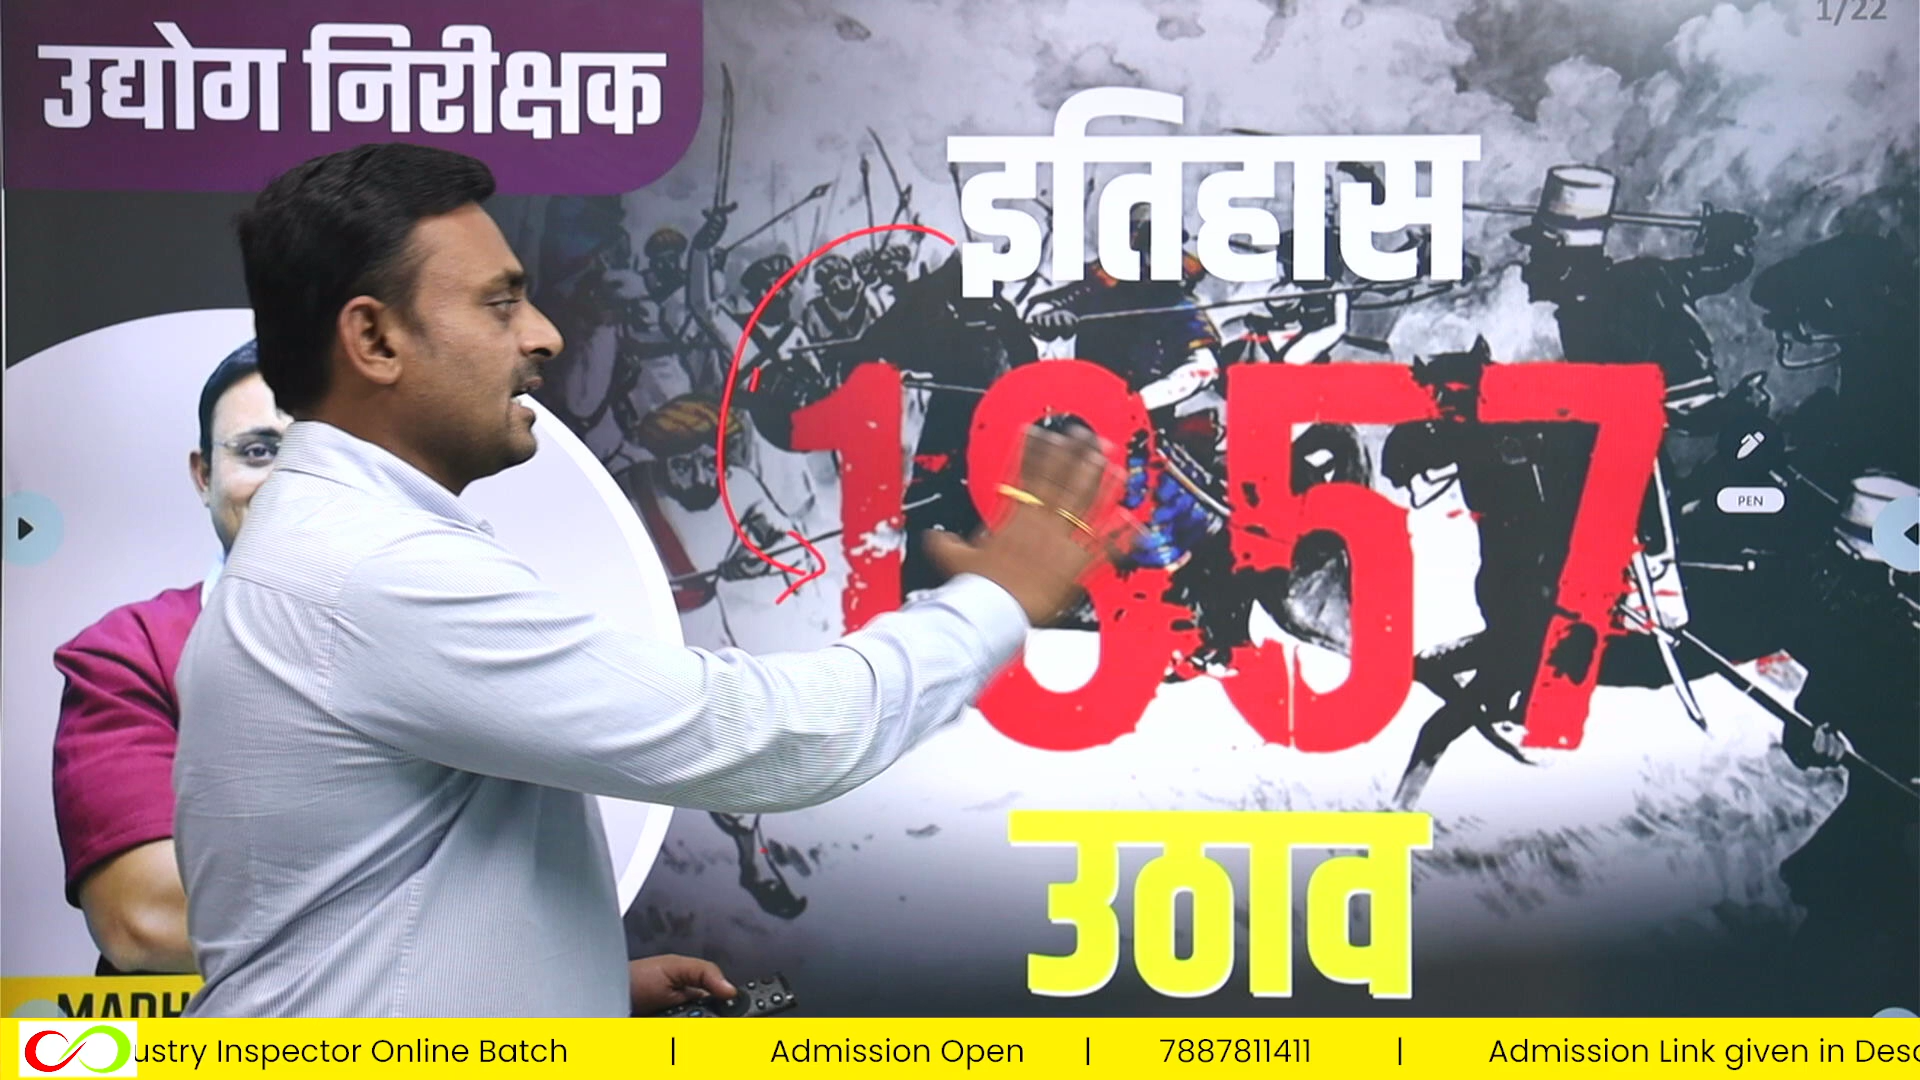 उद्योग निरीक्षक
1/22
इतिहास
1857
PEN
उठाव
ustry Inspector Online Batch | Admission Open | 7887811411 | Admission Link given in Desc